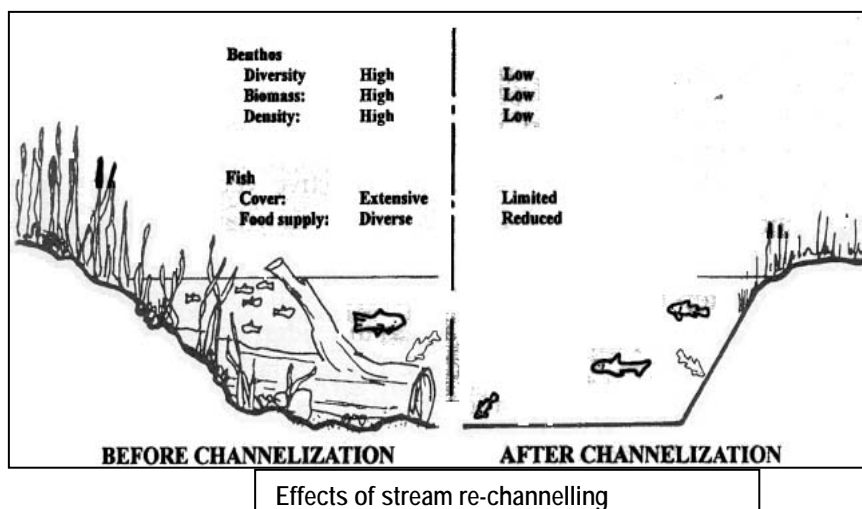 Benthos
Diversity High Low
Biomass: High Low
Density: High Low
Fish
Cover: Extensive Limited
Food supply: Diverse Reduced
BEFORE CHANNELIZATION AFTER CHANNELIZATION
Effects of stream re-channelling